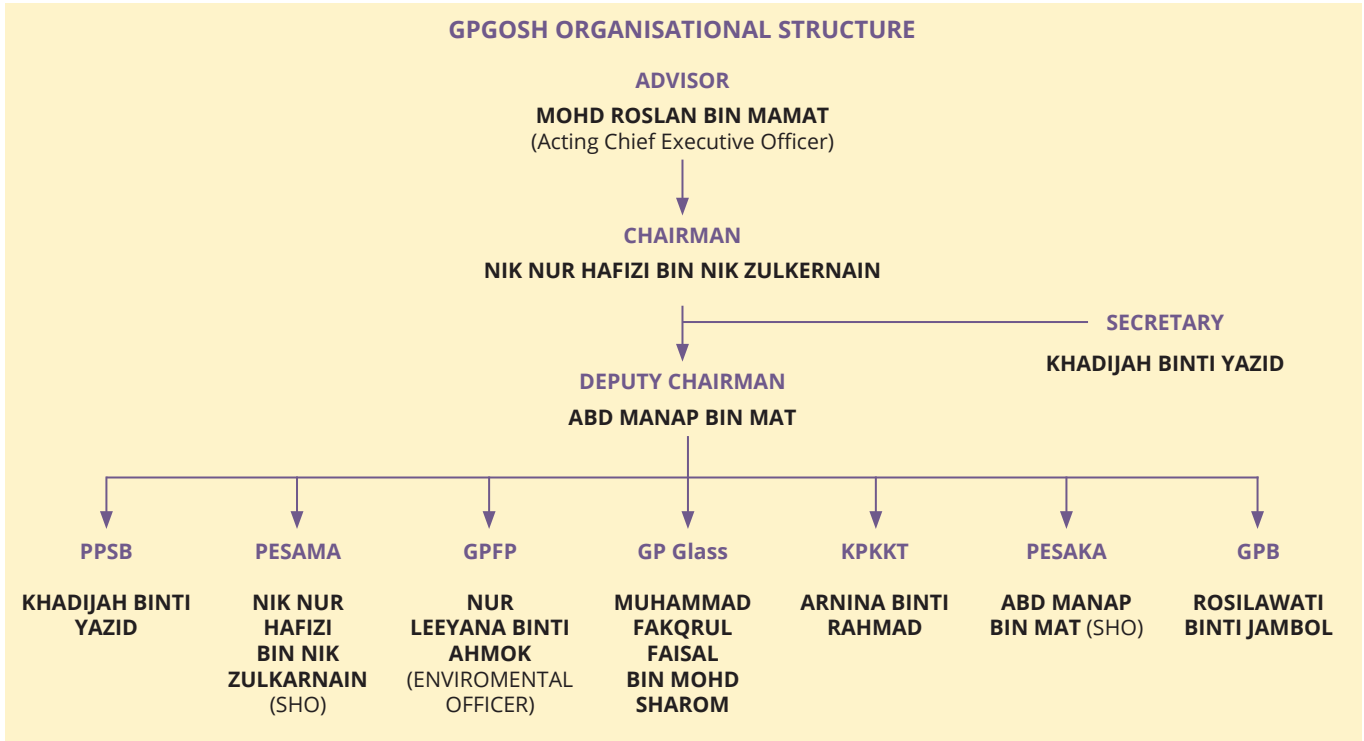 GPGOSH ORGANISATIONAL STRUCTURE
ADVISOR
MOHD ROSLAN BIN MAMAT
(Acting Chief Executive Officer)
CHAIRMAN
NIK NUR HAFIZI BIN NIK ZULKERNAIN
SECRETARY
KHADIJAH BINTI YAZID
DEPUTY CHAIRMAN
ABD MANAP BIN MAT
PPSB
KHADIJAH BINTI
YAZID
PESAMA
NIK NUR
HAFIZI
BIN NIK
ZULKARNAIN
(SHO)
GPFP
NUR
LEEYANA BINTI
AHMOK
(ENVIROMENTAL
OFFICER)
GP Glass
MUHAMMAD
FAKQRUL
FAISAL
BIN MOHD
SHAROM
KPKKT
ARNINA BINTI
RAHMAD
PESAKA
ABD MANAP
BIN MAT (SHO)
GPB
ROSILAWATI
BINTI JAMBOL